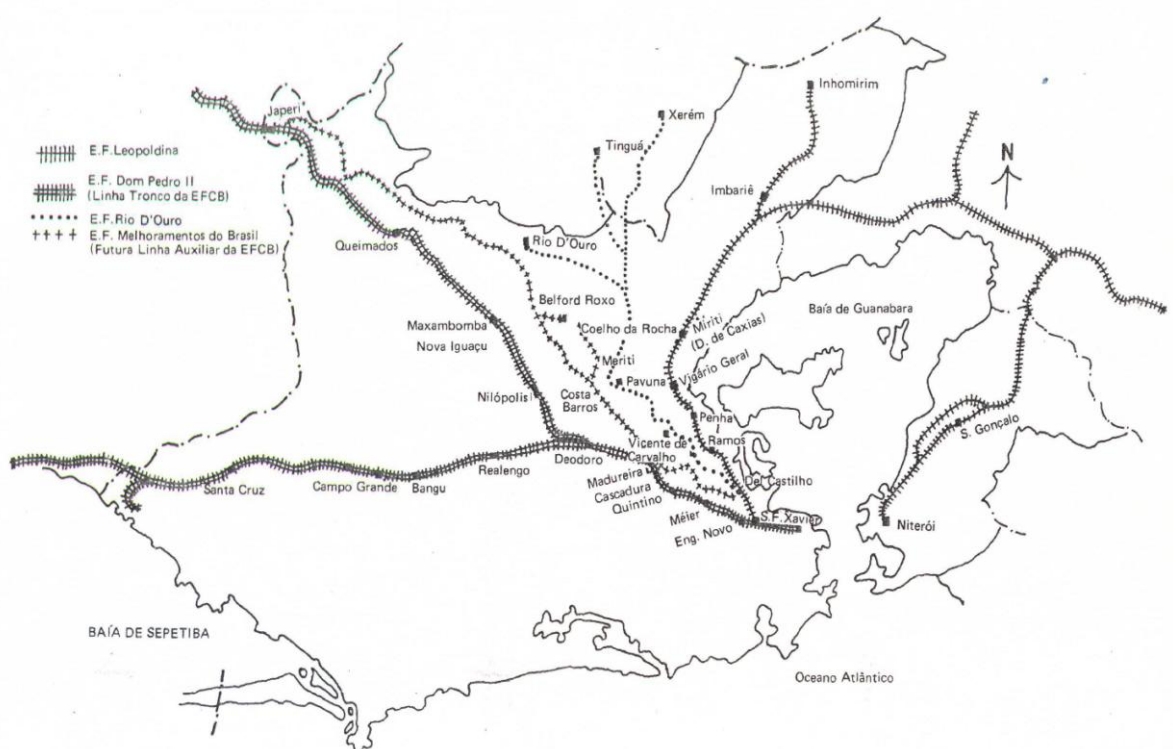 Inhomirim
Japeri
Xerém
Tinguá
E.F. Leopoldina
N
E.F. Dom Pedro II
(Linha Tronco da EFCB)
Imbariê
E.F. Rio D'Ouro
E.F. Melhoramentos do Brasil
(Futura Linha Auxiliar da EFCB)
Queimados
Rio D'Ouro
Belford Roxo
Baía de Guanabara
Maxambomba
Nova Iguaçu
Coelho da Rocha
Miriti
(D. de Caxias)
Meriti
Pavuna
Vigário Geral
Nilópolis
Costa
Barros
Penha
S. Gonçalo
Vicente de
Carvalho
Ramos
Realengo
Deodoro
Madureira
Cascadura
Quintino
Del Castilho
Santa Cruz
Campo Grande
Bangu
Méier
Eng. Novo
S.F. Xavier
Niterói
BAÍA DE SEPETIBA
Oceano Atlântico